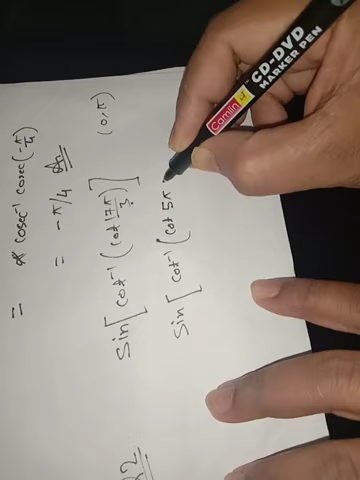 = cosec⁻¹ cosec(-π/4)
= -π/4 Ans
(0,π)
Sin[cot⁻¹(cot 17π/3)]
Sin[cot⁻¹(cot 5π
Camlin
CD-DVD
MARKER PEN